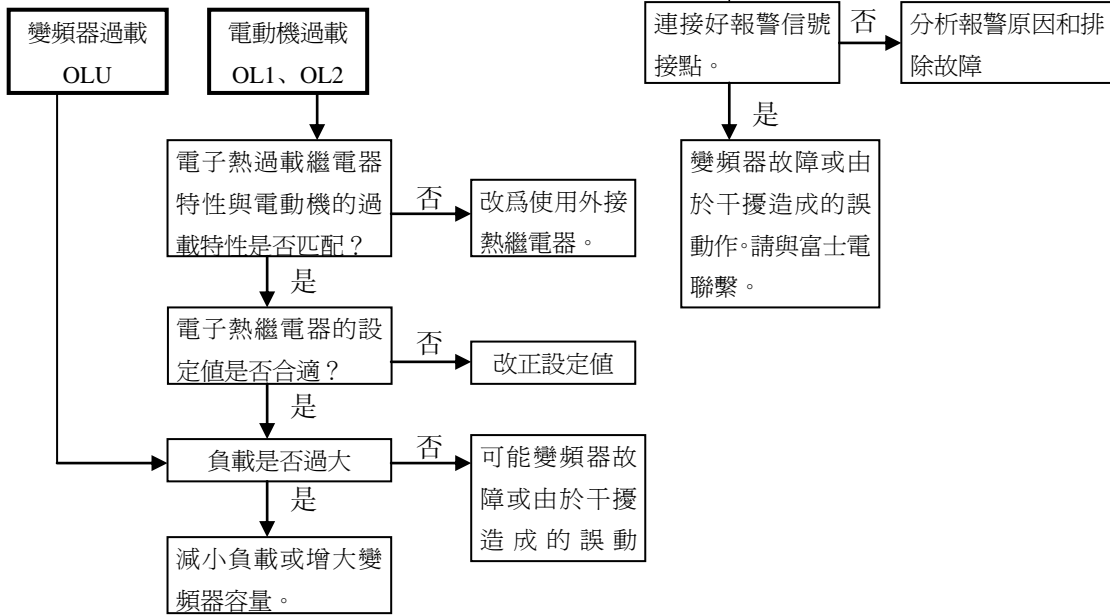 變頻器過載
OLU
電動機過載
OL1、OL2
電子熱過載繼電器
特性與電動機的過
載特性是否匹配？
否
改爲使用外接
熱繼電器。
是
電子熱繼電器的設
定值是否合適？
否
改正設定值
是
負載是否過大
否
可能變頻器故
障或由於干擾
造成的誤動
是
減小負載或增大變
頻器容量。
連接好報警信號
接點。
否
分析報警原因和排
除故障
是
變頻器故障或由
於干擾造成的誤
動作。請與富士電
聯繫。